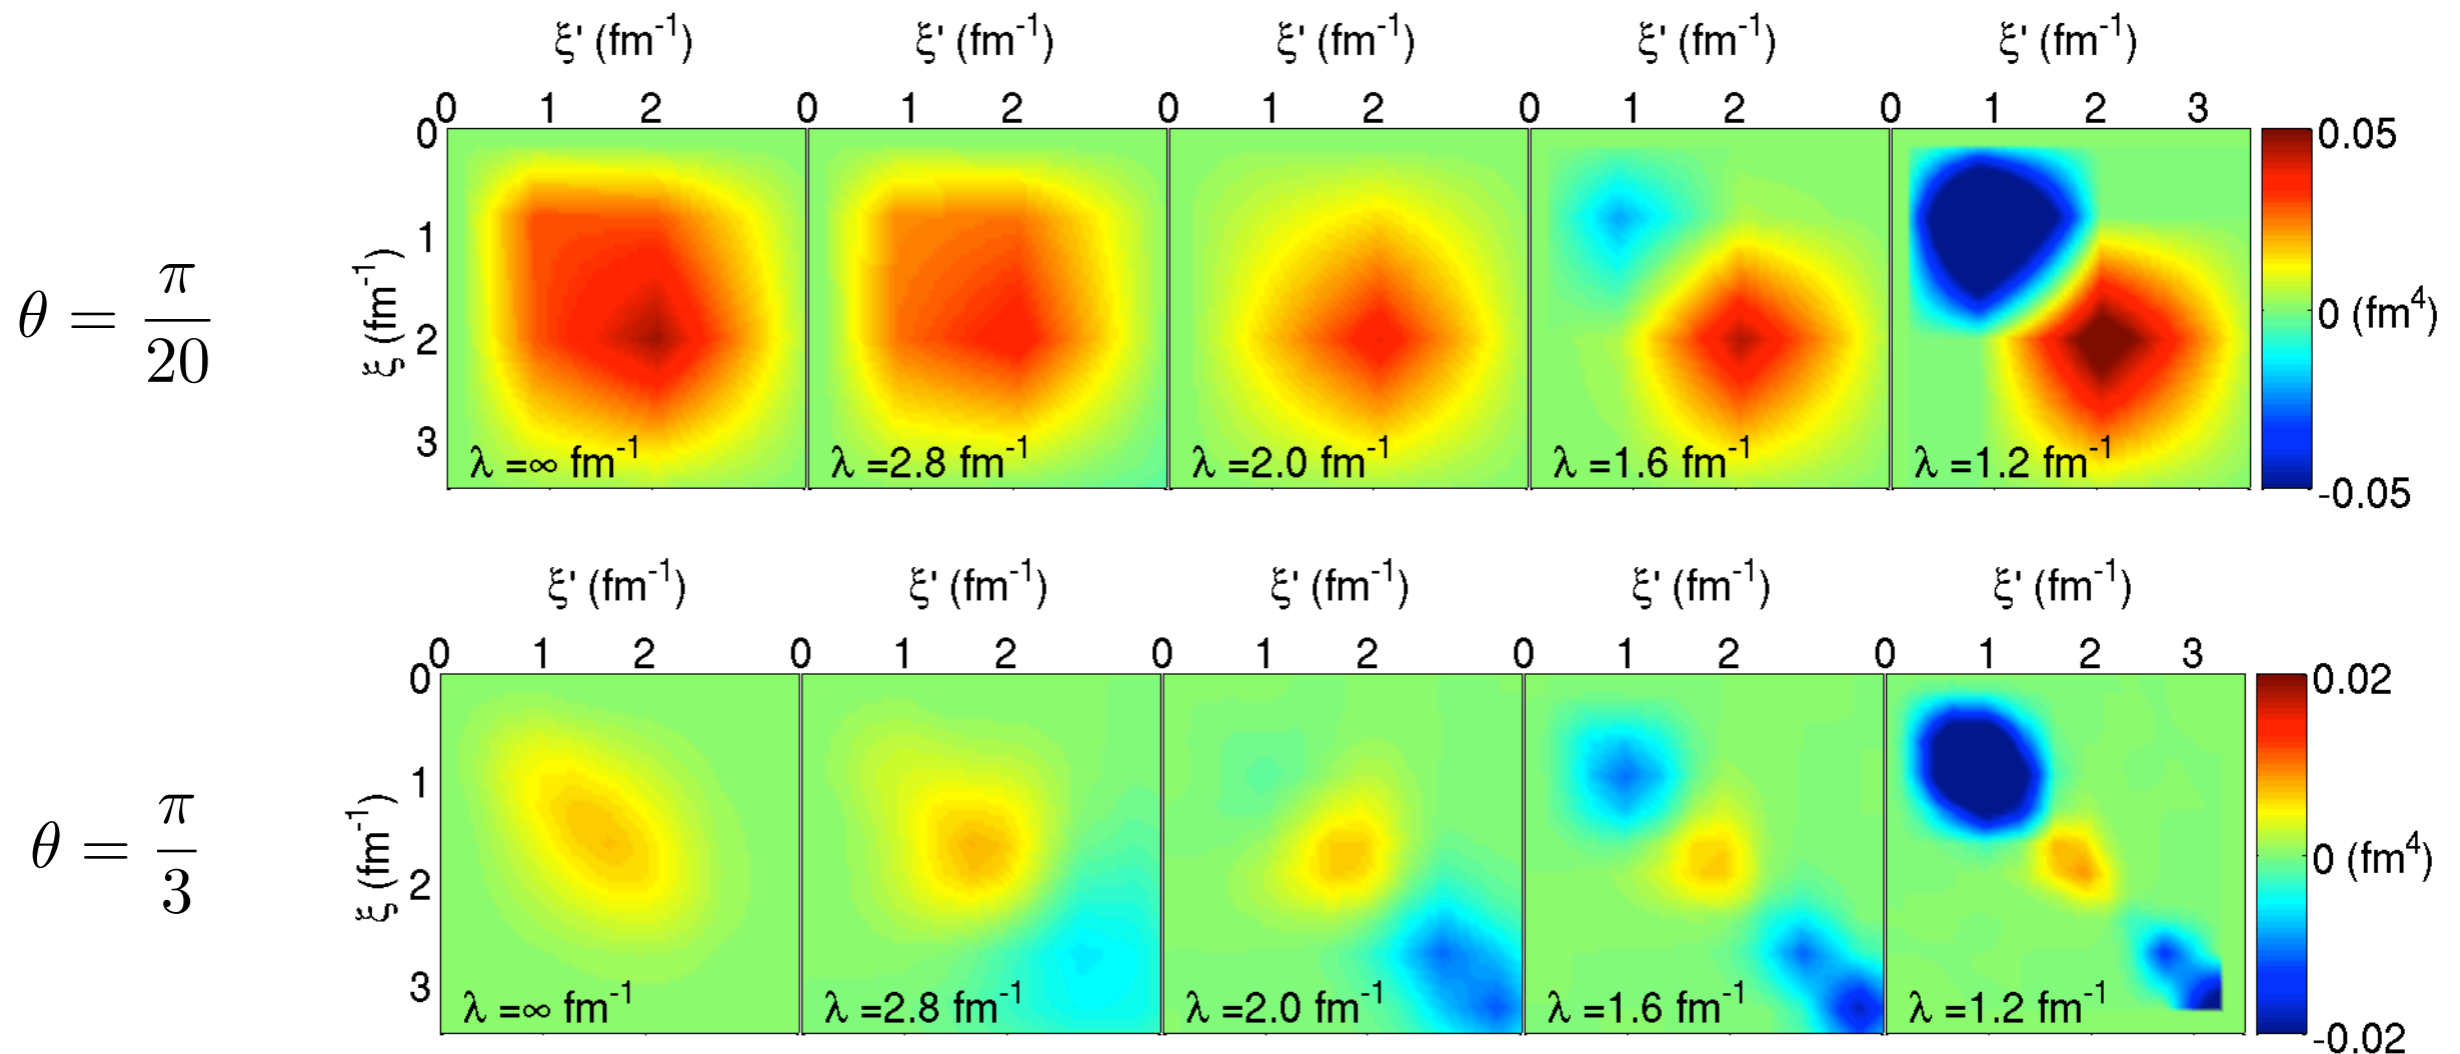 ξ' (fm⁻¹) ξ' (fm⁻¹) ξ' (fm⁻¹) ξ' (fm⁻¹) ξ' (fm⁻¹)
0 1 2 0 1 2 0 1 2 0 1 2 0 1 2 3
θ = π/20
ξ (fm⁻¹)
0
1
2
3
λ =∞ fm⁻¹ λ =2.8 fm⁻¹ λ =2.0 fm⁻¹ λ =1.6 fm⁻¹ λ =1.2 fm⁻¹
0.05
0 (fm⁴)
-0.05
ξ' (fm⁻¹) ξ' (fm⁻¹) ξ' (fm⁻¹) ξ' (fm⁻¹) ξ' (fm⁻¹)
0 1 2 0 1 2 0 1 2 0 1 2 0 1 2 3
θ = π/3
ξ (fm⁻¹)
0
1
2
3
λ =∞ fm⁻¹ λ =2.8 fm⁻¹ λ =2.0 fm⁻¹ λ =1.6 fm⁻¹ λ =1.2 fm⁻¹
0.02
0 (fm⁴)
-0.02